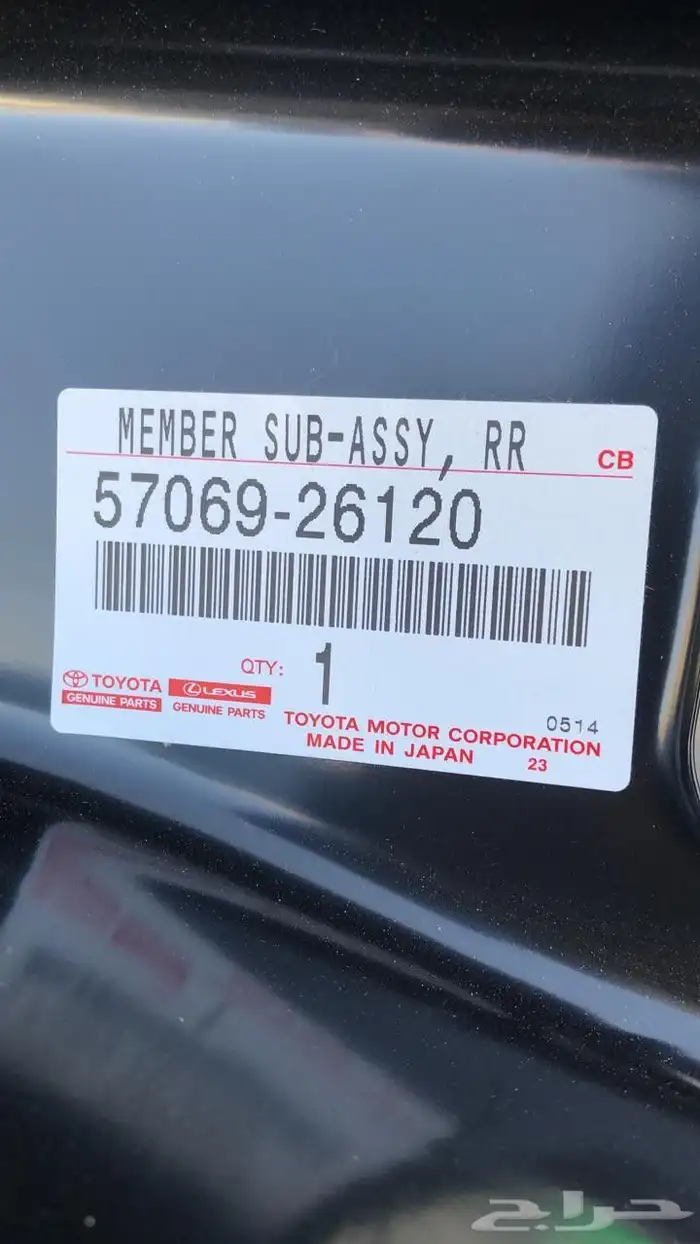 MEMBER SUB-ASSY, RR
CB
57069-26120
QTY: 1
TOYOTA
GENUINE PARTS
LEXUS
GENUINE PARTS
0514
TOYOTA MOTOR CORPORATION
MADE IN JAPAN 23
حراج